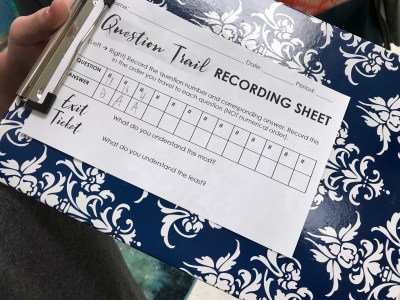 Name: Date: Period:
Question Trail RECORDING SHEET
(Left → Right) Record the question number and corresponding answer. Record this
in the order you travel to each question (NOT numerical order).
QUESTION # # # # # # # # # #
ANSWER B A A
Exit Ticket
What do you understand the most?
What do you understand the least?